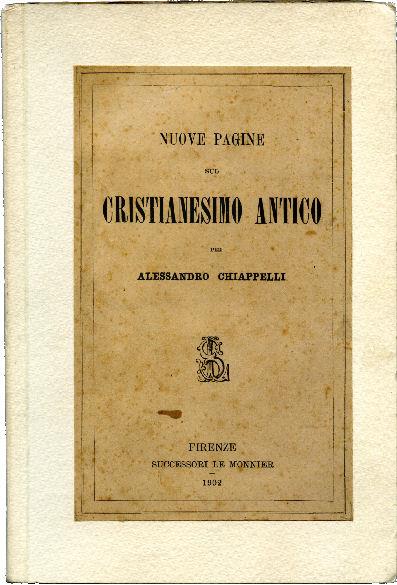 NUOVE PAGINE
SUL
CRISTIANESIMO ANTICO
PER
ALESSANDRO CHIAPPELLI
FIRENZE
SUCCESSORI LE MONNIER
1902